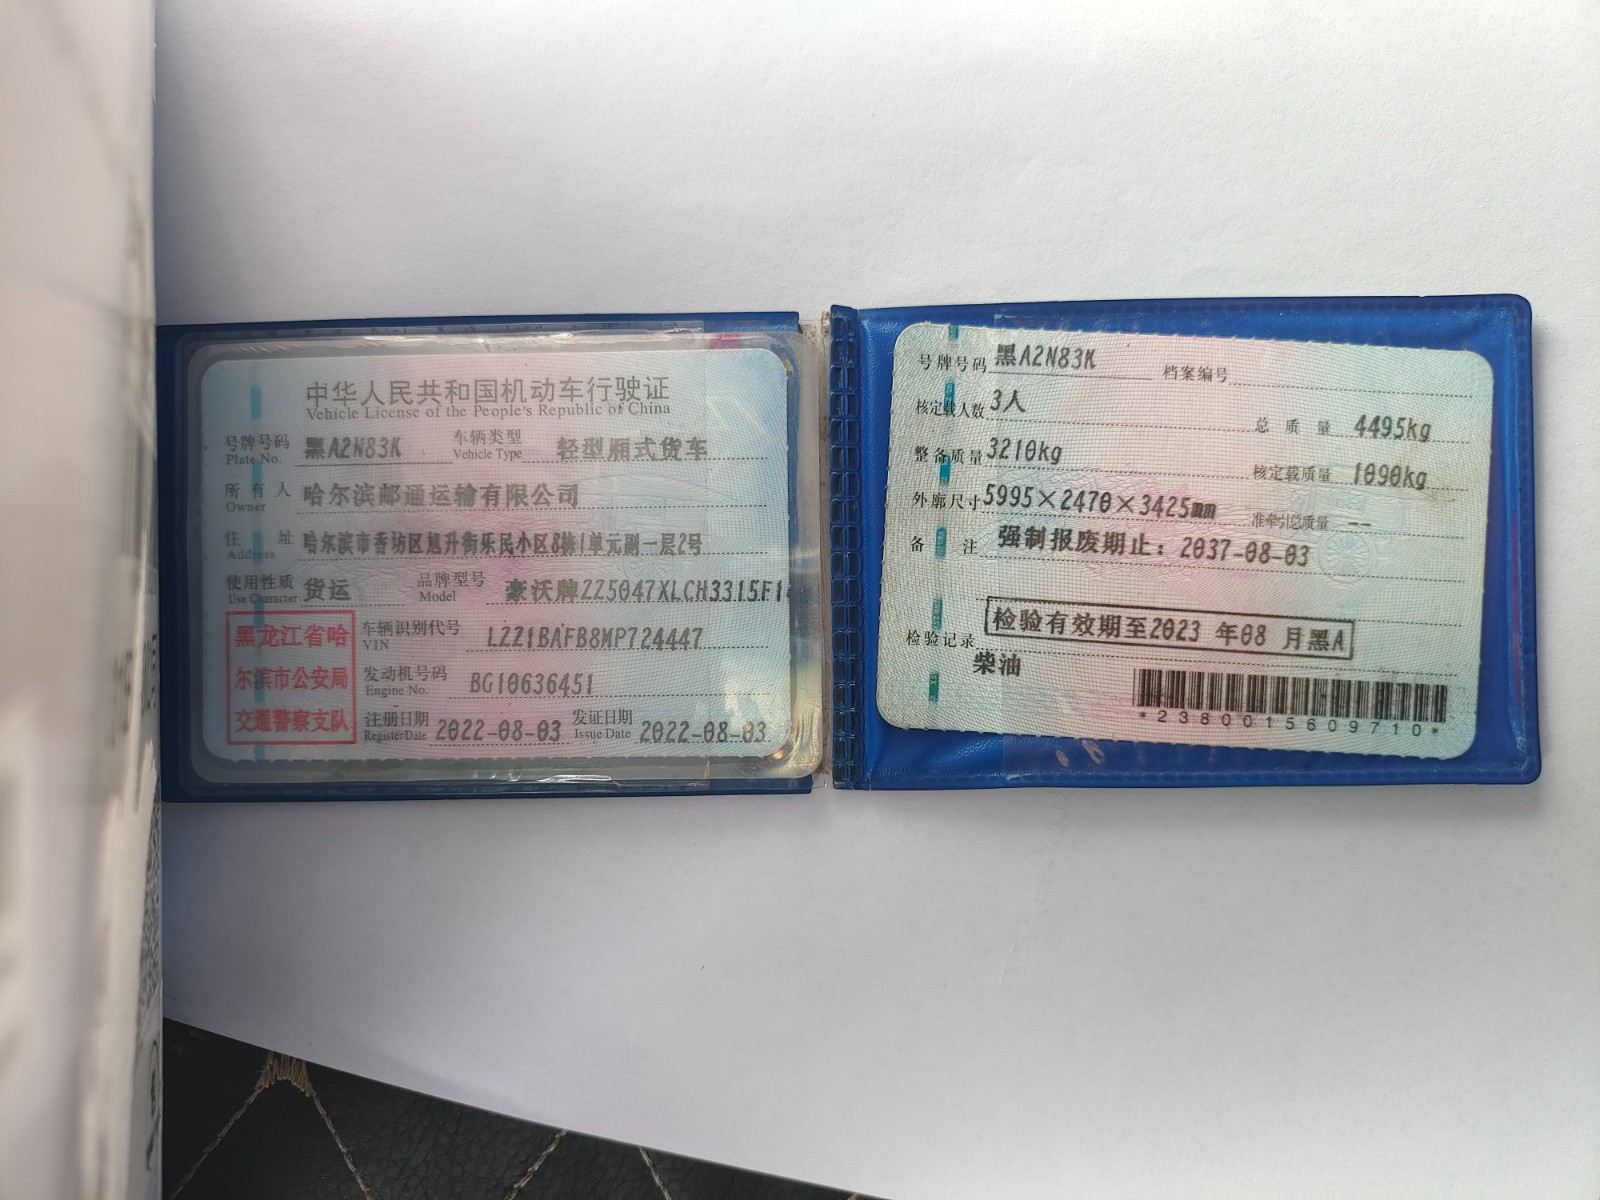 中华人民共和国机动车行驶证
Vehicle License of the People's Republic of China
号牌号码 黑A2N83K 车辆类型 轻型厢式货车
Plate No. Vehicle Type
所有人 哈尔滨邮通运输有限公司
Owner
住址 哈尔滨市香坊区旭升街乐民小区8栋1单元副一层2号
Address
使用性质 货运 品牌型号 豪沃牌ZZ5047XLCH3315F1
Use Character Model
黑龙江省哈
尔滨市公安局
交通警察支队
车辆识别代号 LZZ1BAFB8MP724447
VIN
发动机号码 BG10636451
Engine No.
注册日期 2022-08-03 发证日期 2022-08-03
Register Date Issue Date
号牌号码 黑A2N83K 档案编号
核定载人数 3人 总质量 4495kg
整备质量 3210kg 核定载质量 1090kg
外廓尺寸 5995×2470×3425mm 准牵引总质量 --
备注 强制报废期止：2037-08-03
检验记录 检验有效期至2023年08月黑A
柴油
*2380015609710*